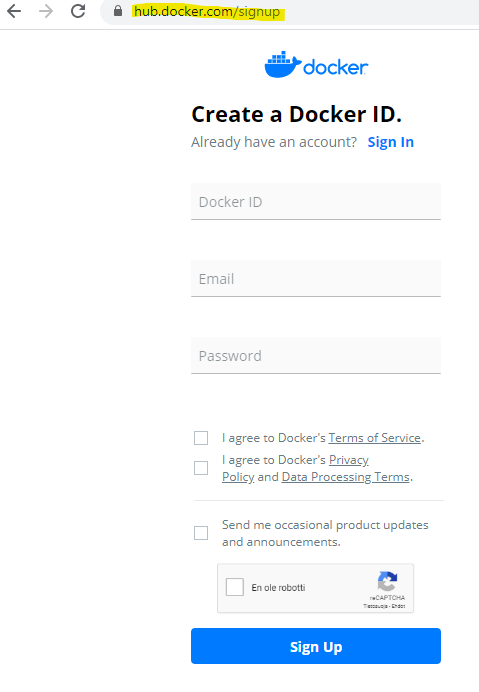 hub.docker.com/signup
docker
Create a Docker ID.
Already have an account? Sign In
Docker ID
Email
Password
I agree to Docker's Terms of Service.
I agree to Docker's Privacy
Policy and Data Processing Terms.
Send me occasional product updates
and announcements.
En ole robotti
reCAPTCHA
Tietosuoja - Ehdot
Sign Up